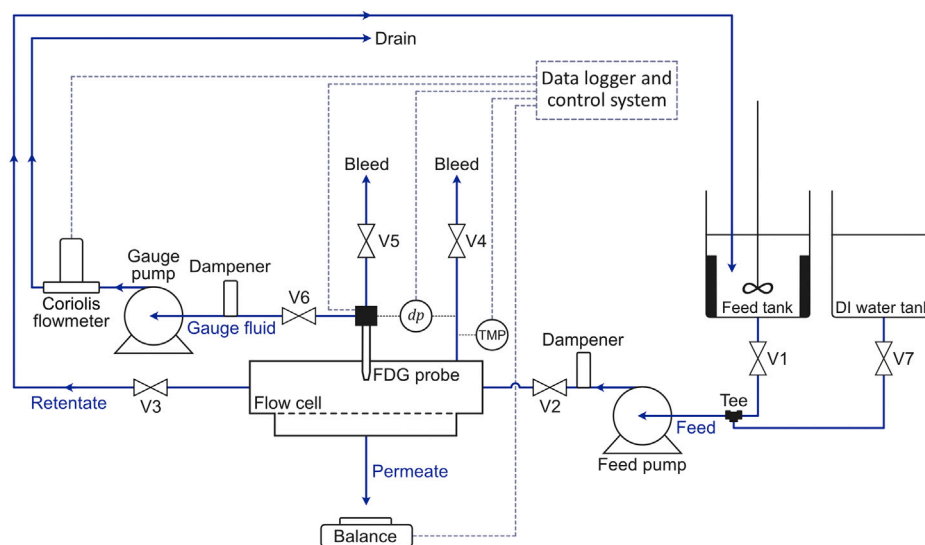 Drain
Data logger and
control system
Bleed
Bleed
V5
V4
Gauge
pump
Dampener
V6
Coriolis
flowmeter
Gauge fluid
dp
TMP
Feed tank
DI water tank
Dampener
V1
V7
FDG probe
Flow cell
Retentate
V3
V2
Tee
Feed
Feed pump
Permeate
Balance